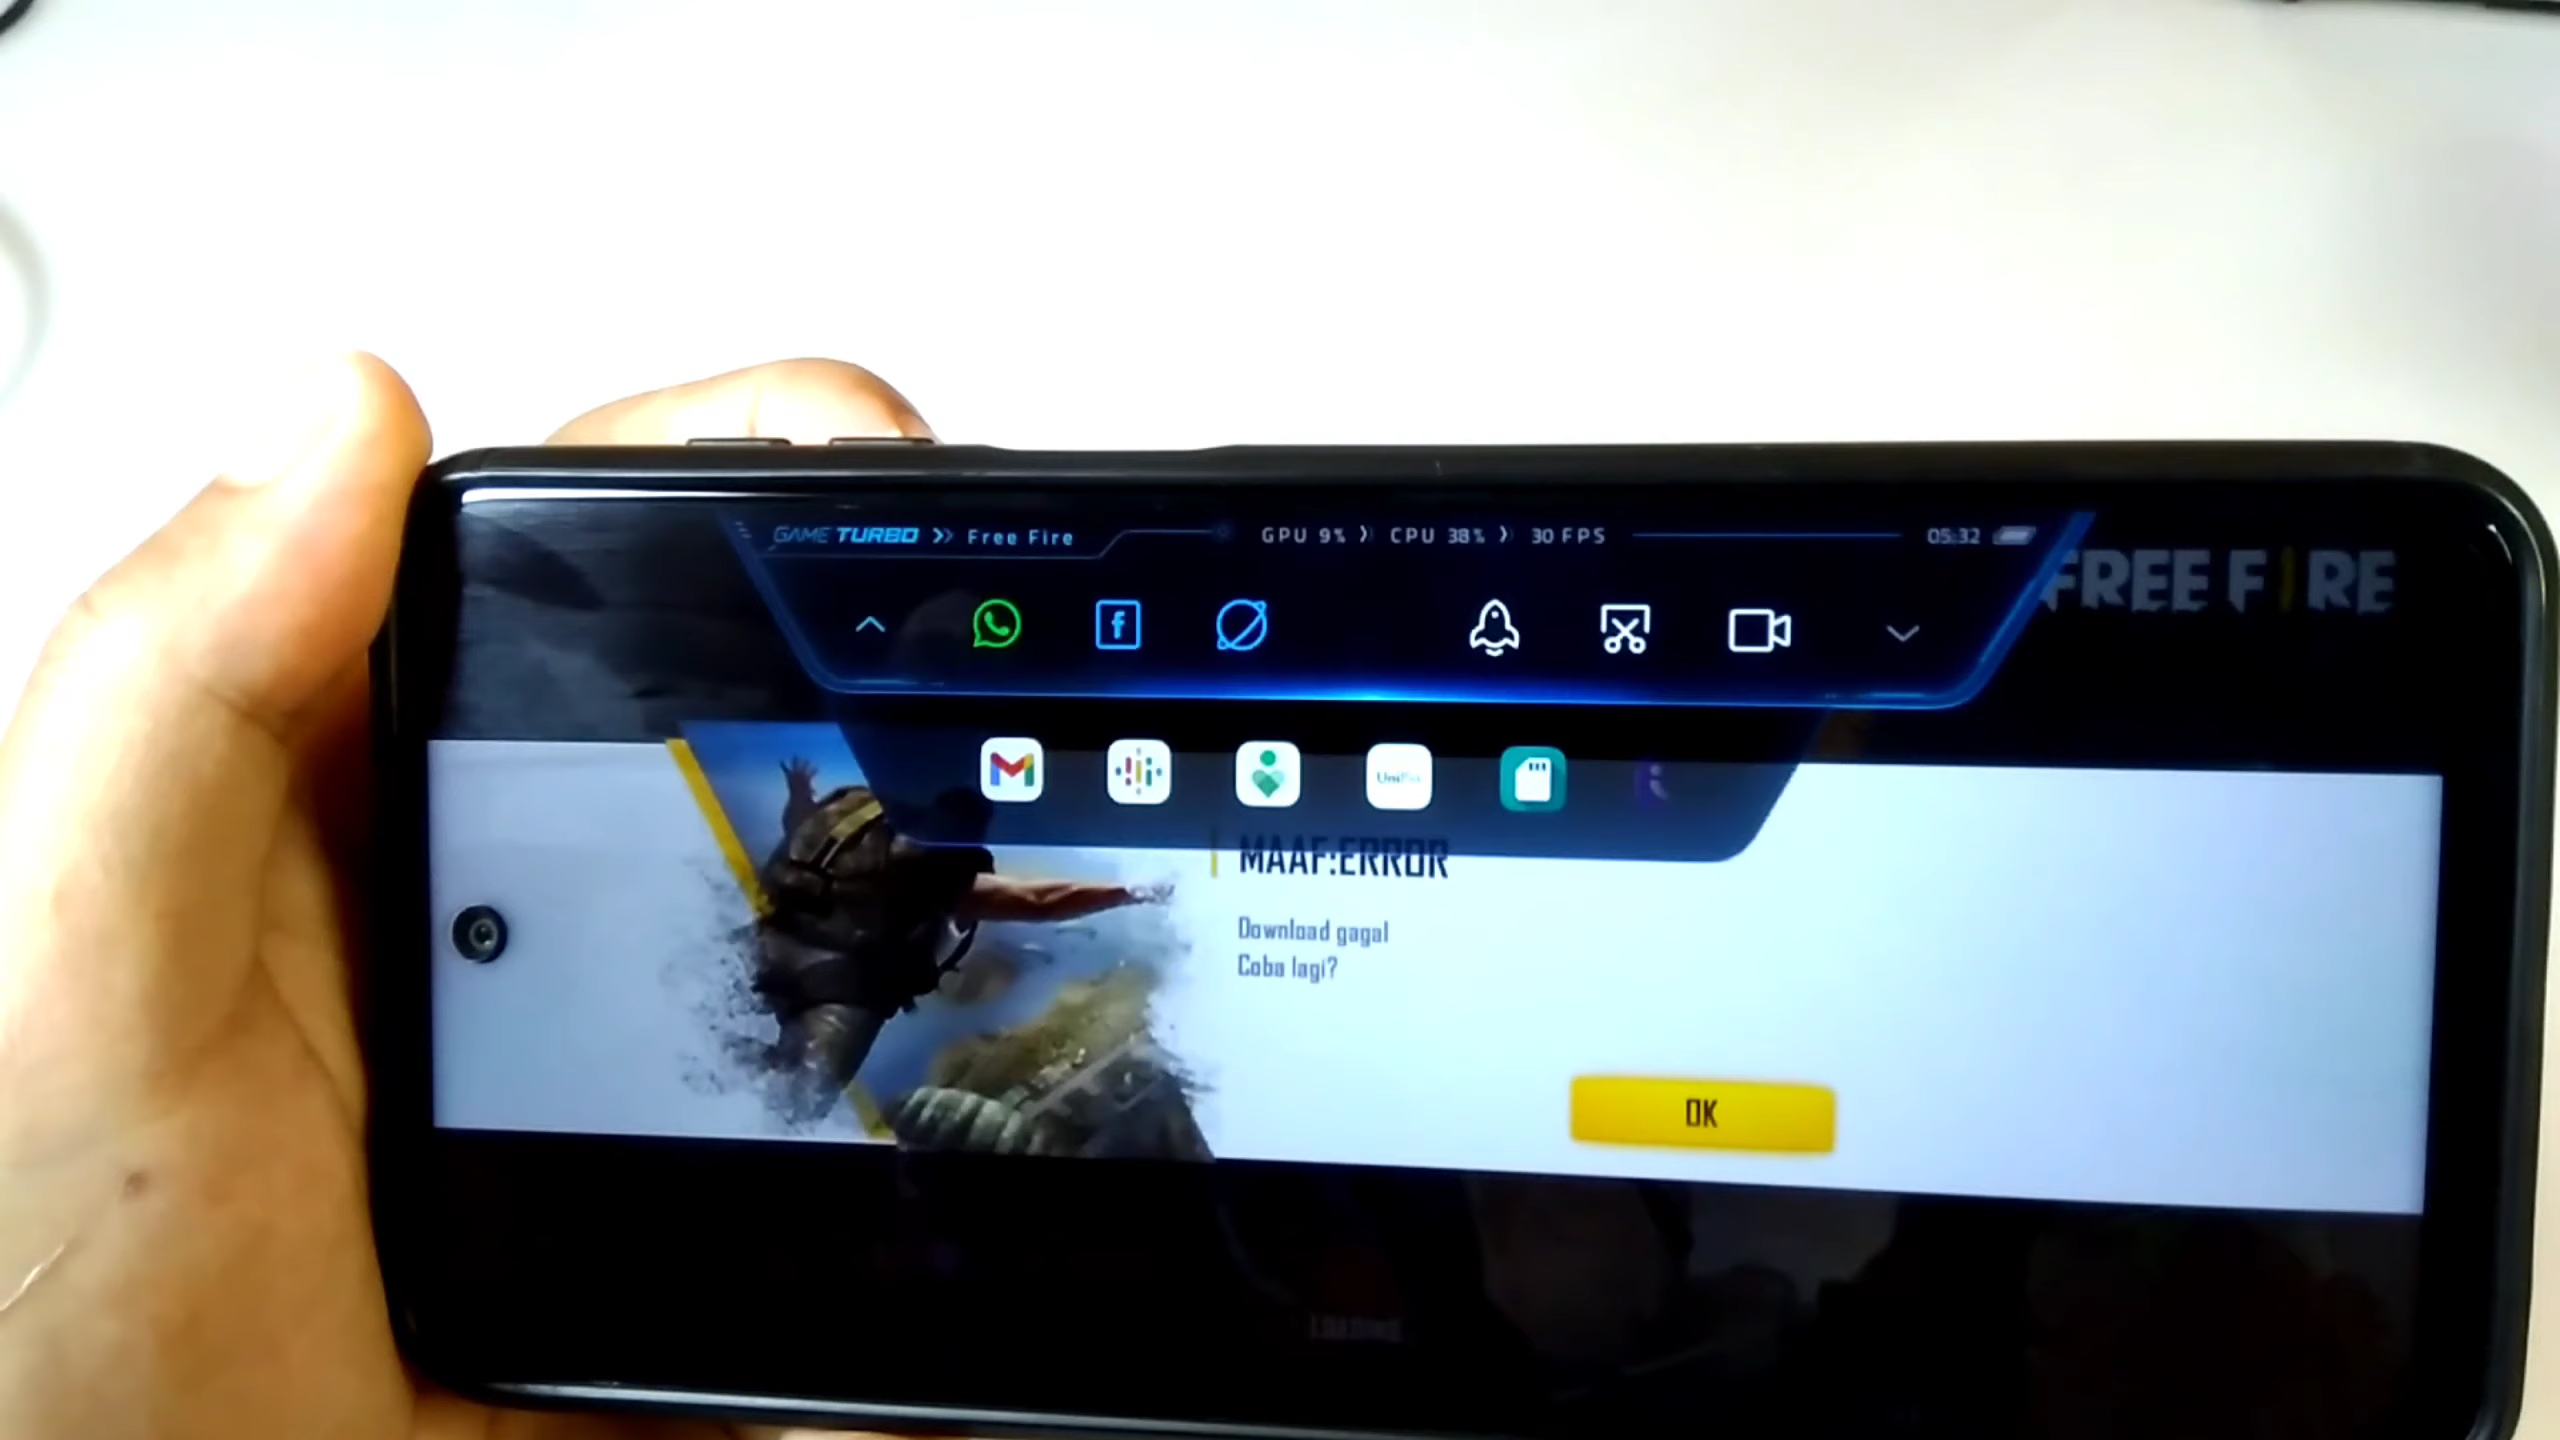 GAME TURBO Free Fire
GPU 9% CPU 38% 30 FPS
05:32
FREE FIRE
MAAF:ERROR
Download gagal
Coba lagi?
OK
LOADING